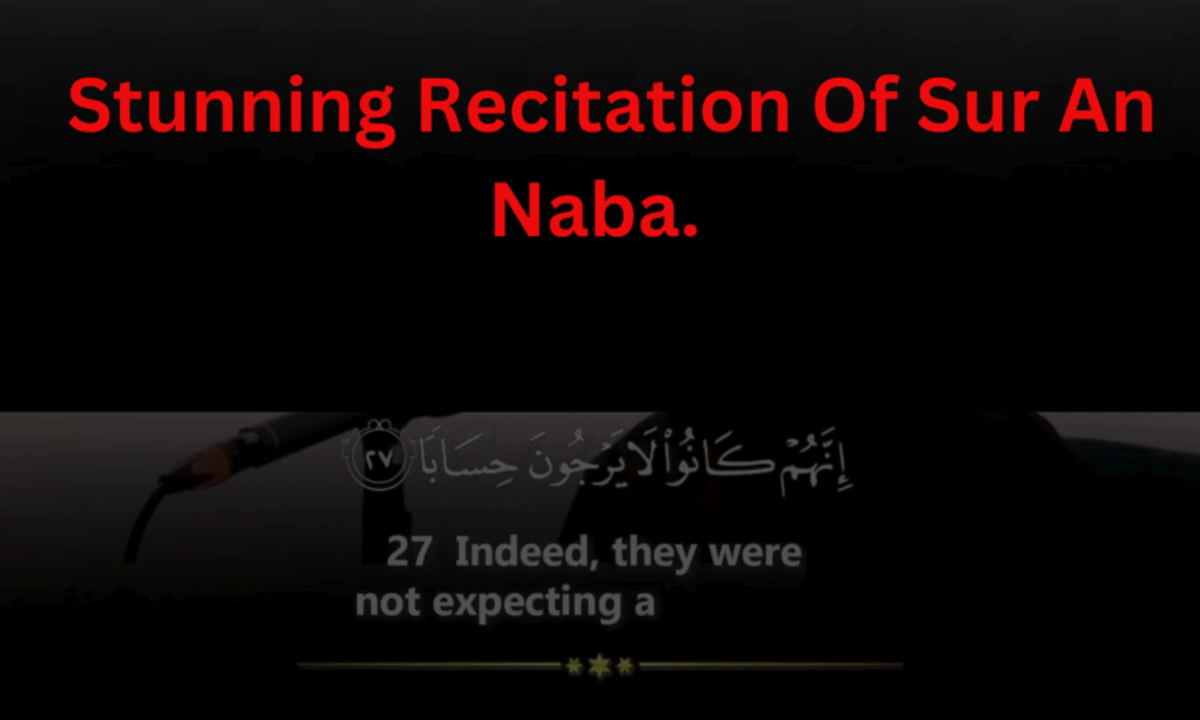 Stunning Recitation Of Sur An
Naba.
إِنَّهُمْ كَانُوا۟ لَا يَرْجُونَ حِسَابًا ٢٧
27 Indeed, they were
not expecting a